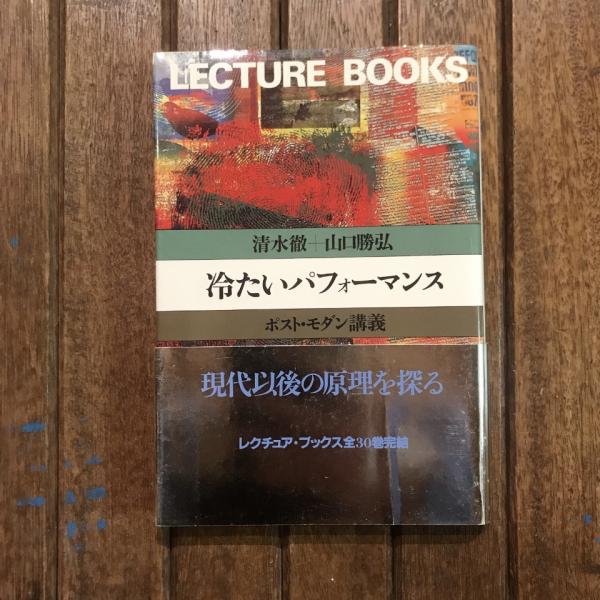 LECTURE BOOKS
清水徹+山口勝弘
冷たいパフォーマンス
ポスト・モダン講義
現代以後の原理を探る
レクチュア・ブックス全30巻完結